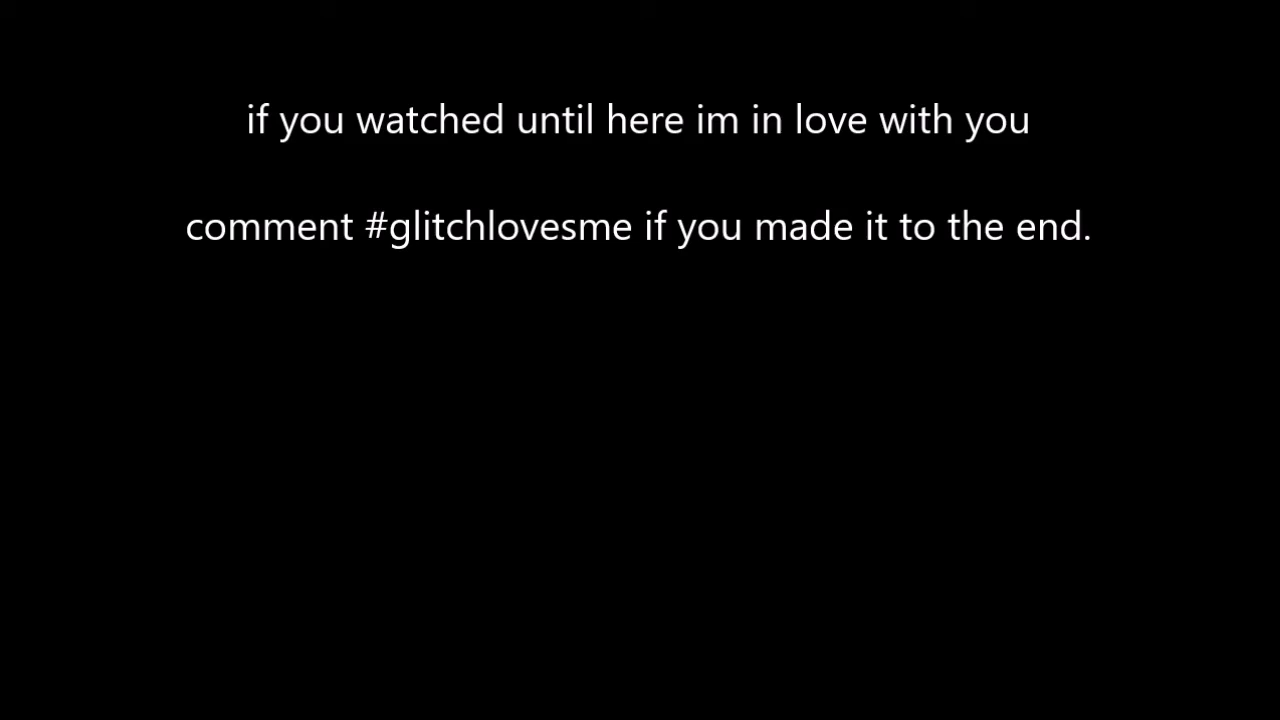 if you watched until here im in love with you
comment #glitchlovesme if you made it to the end.